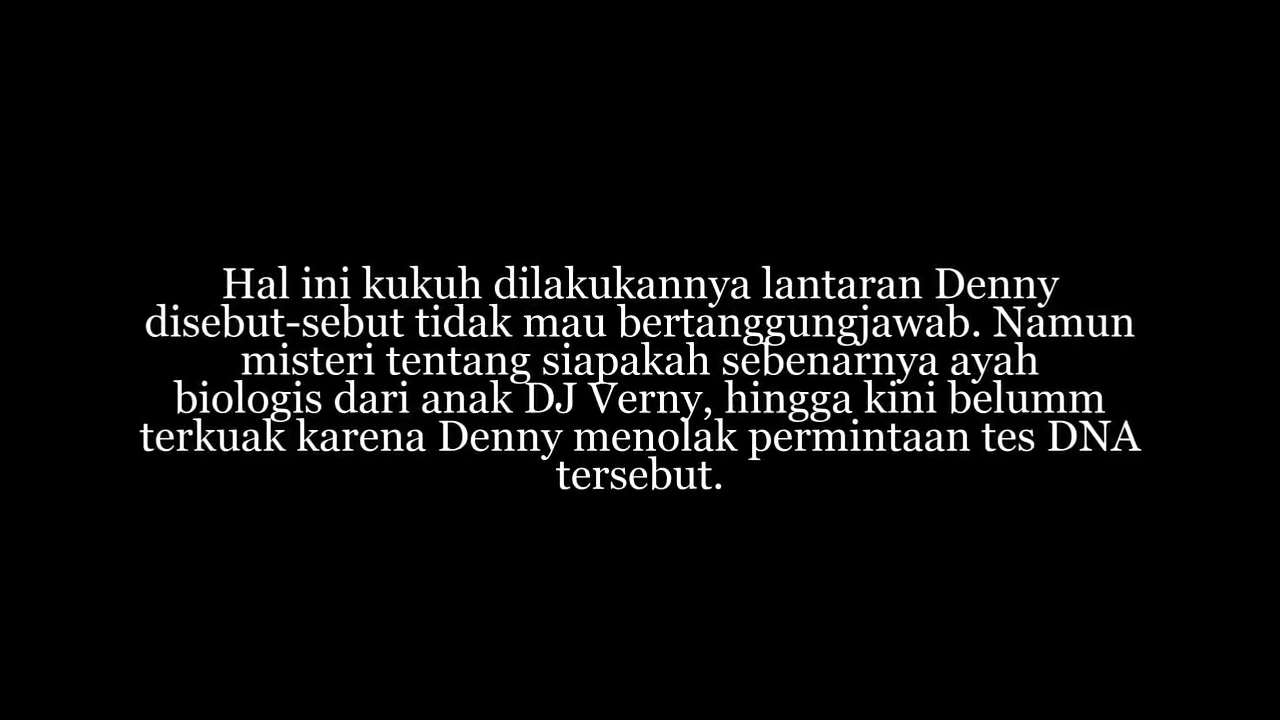 Hal ini kukuh dilakukannya lantaran Denny
disebut-sebut tidak mau bertanggungjawab. Namun
misteri tentang siapakah sebenarnya ayah
biologis dari anak DJ Verny, hingga kini belumm
terkuak karena Denny menolak permintaan tes DNA
tersebut.